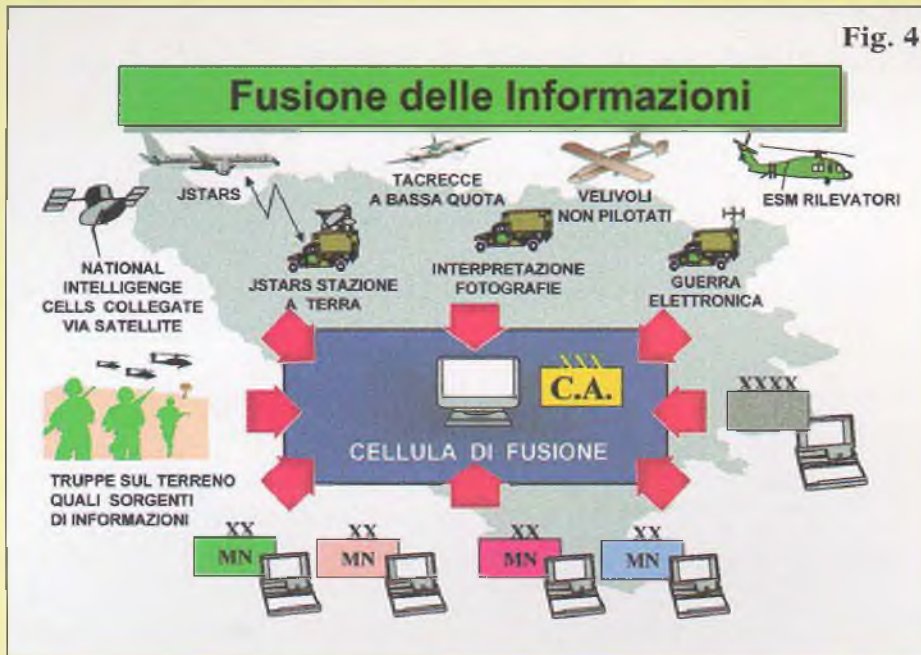 Fig. 4
Fusione delle Informazioni
JSTARS
TACRECCE
A BASSA QUOTA
VELIVOLI
NON PILOTATI
ESM RILEVATORI
NATIONAL
INTELLIGENGE
CELLS COLLEGATE
VIA SATELLITE
JSTARS STAZIONE
A TERRA
INTERPRETAZIONE
FOTOGRAFIE
GUERRA
ELETTRONICA
XXX
C.A.
XXXX
CELLULA DI FUSIONE
TRUPPE SUL TERRENO
QUALI SORGENTI
DI INFORMAZIONI
XX
MN
XX
MN
XX
MN
XX
MN